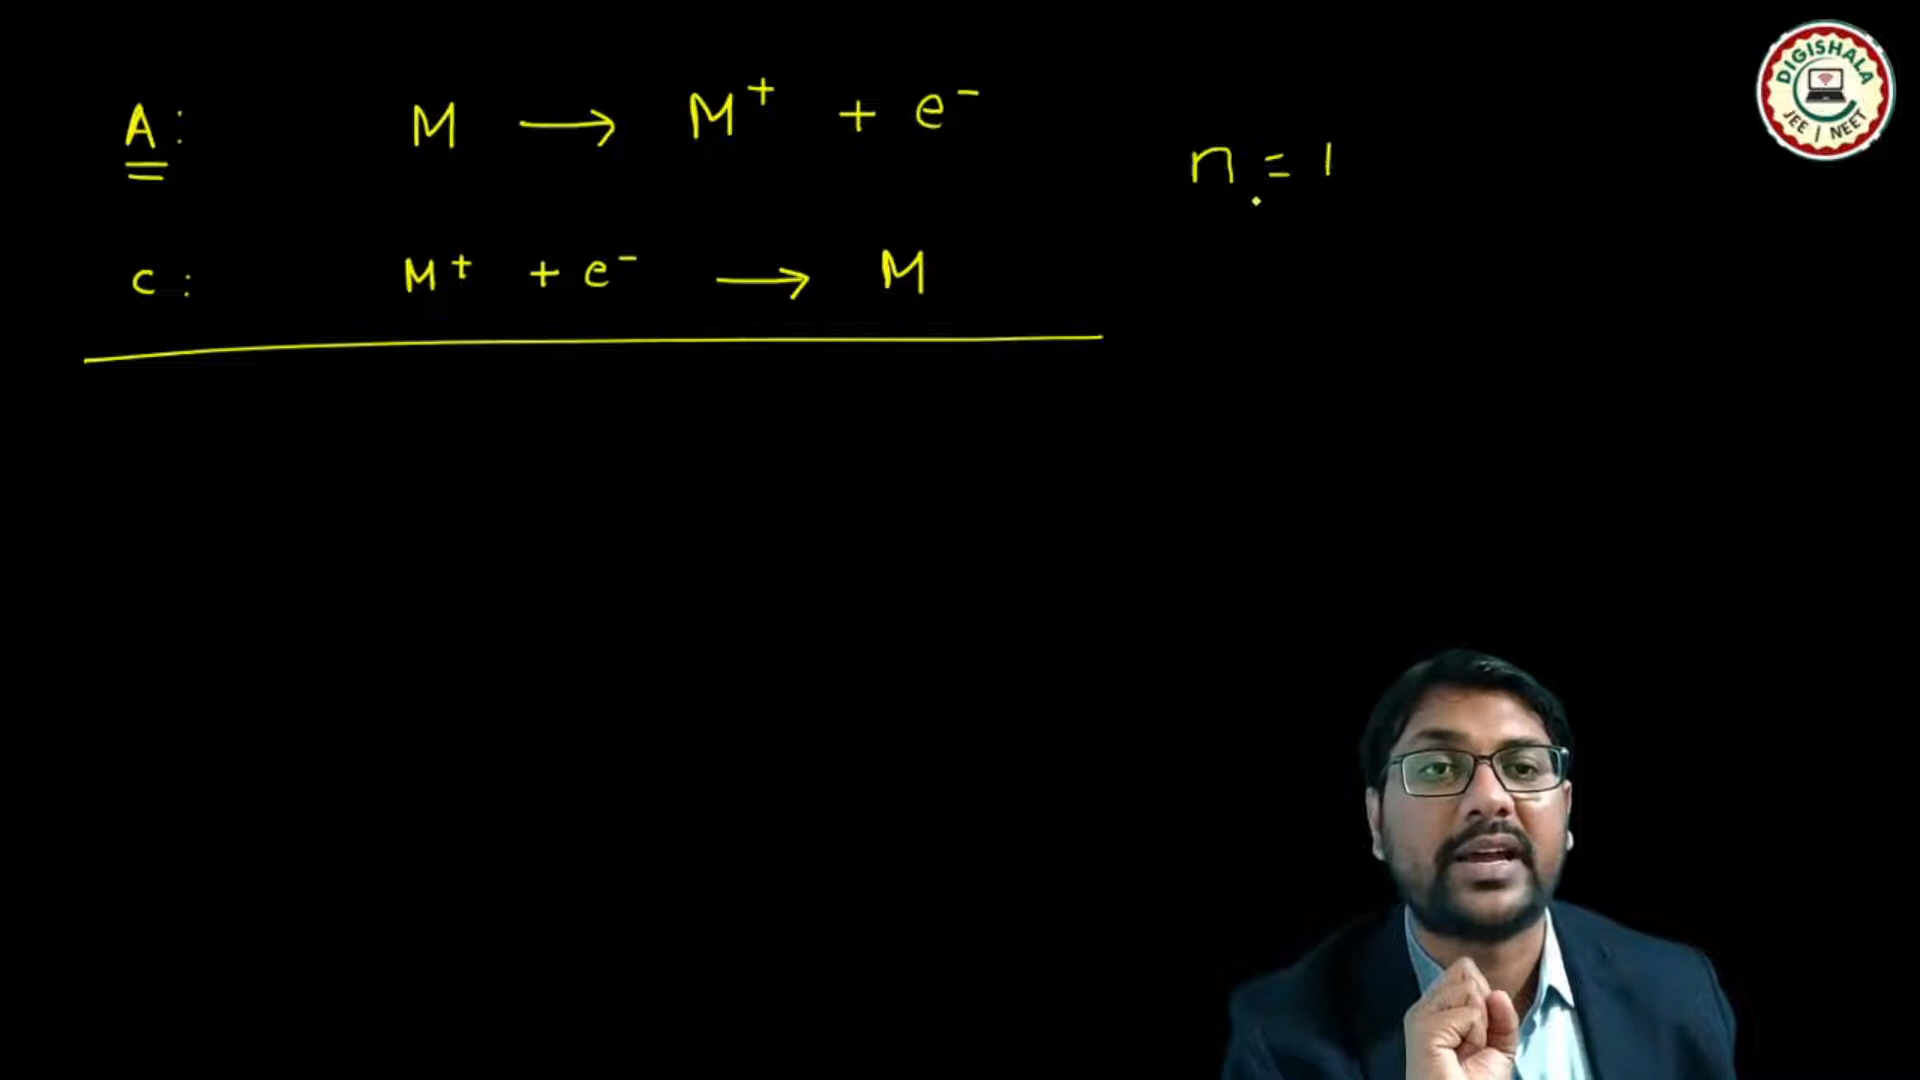 A: M → M⁺ + e⁻
n = 1
C: M⁺ + e⁻ → M
DIGISHALA
JEE | NEET